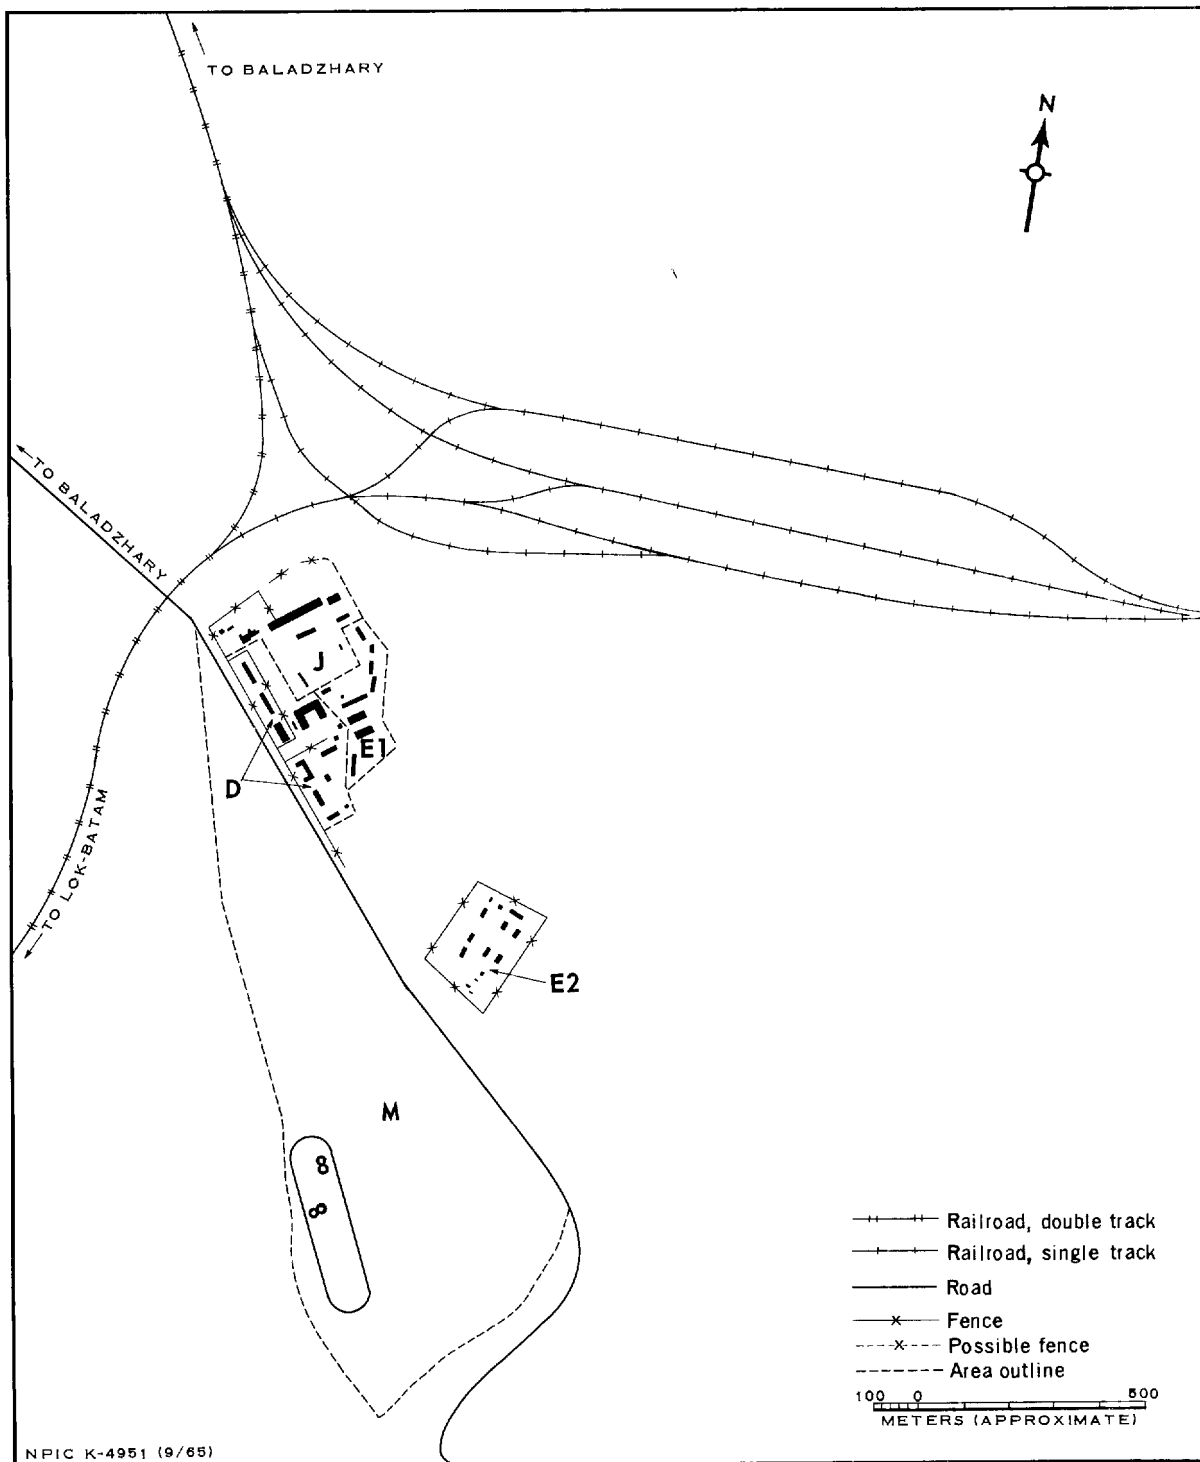 TO BALADZHARY
N
TO BALADZHARY
J
E1
D
TO LOK-BATAM
E2
M
8
8
Railroad, double track
Railroad, single track
Road
Fence
Possible fence
Area outline
100 0 500
METERS (APPROXIMATE)
NPIC K-4951 (9/65)